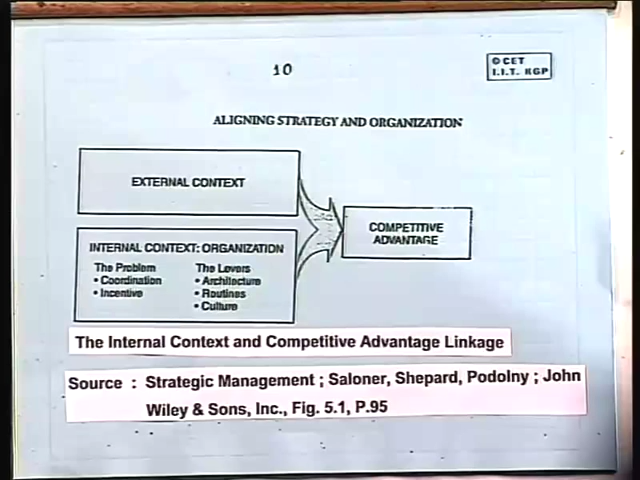 10
© CET
I.I.T. KGP
ALIGNING STRATEGY AND ORGANIZATION
EXTERNAL CONTEXT
INTERNAL CONTEXT: ORGANIZATION
The Problem
• Coordination
• Incentive
The Levers
• Architecture
• Routines
• Culture
COMPETITIVE
ADVANTAGE
The Internal Context and Competitive Advantage Linkage
Source : Strategic Management ; Saloner, Shepard, Podolny ; John
Wiley & Sons, Inc., Fig. 5.1, P.95